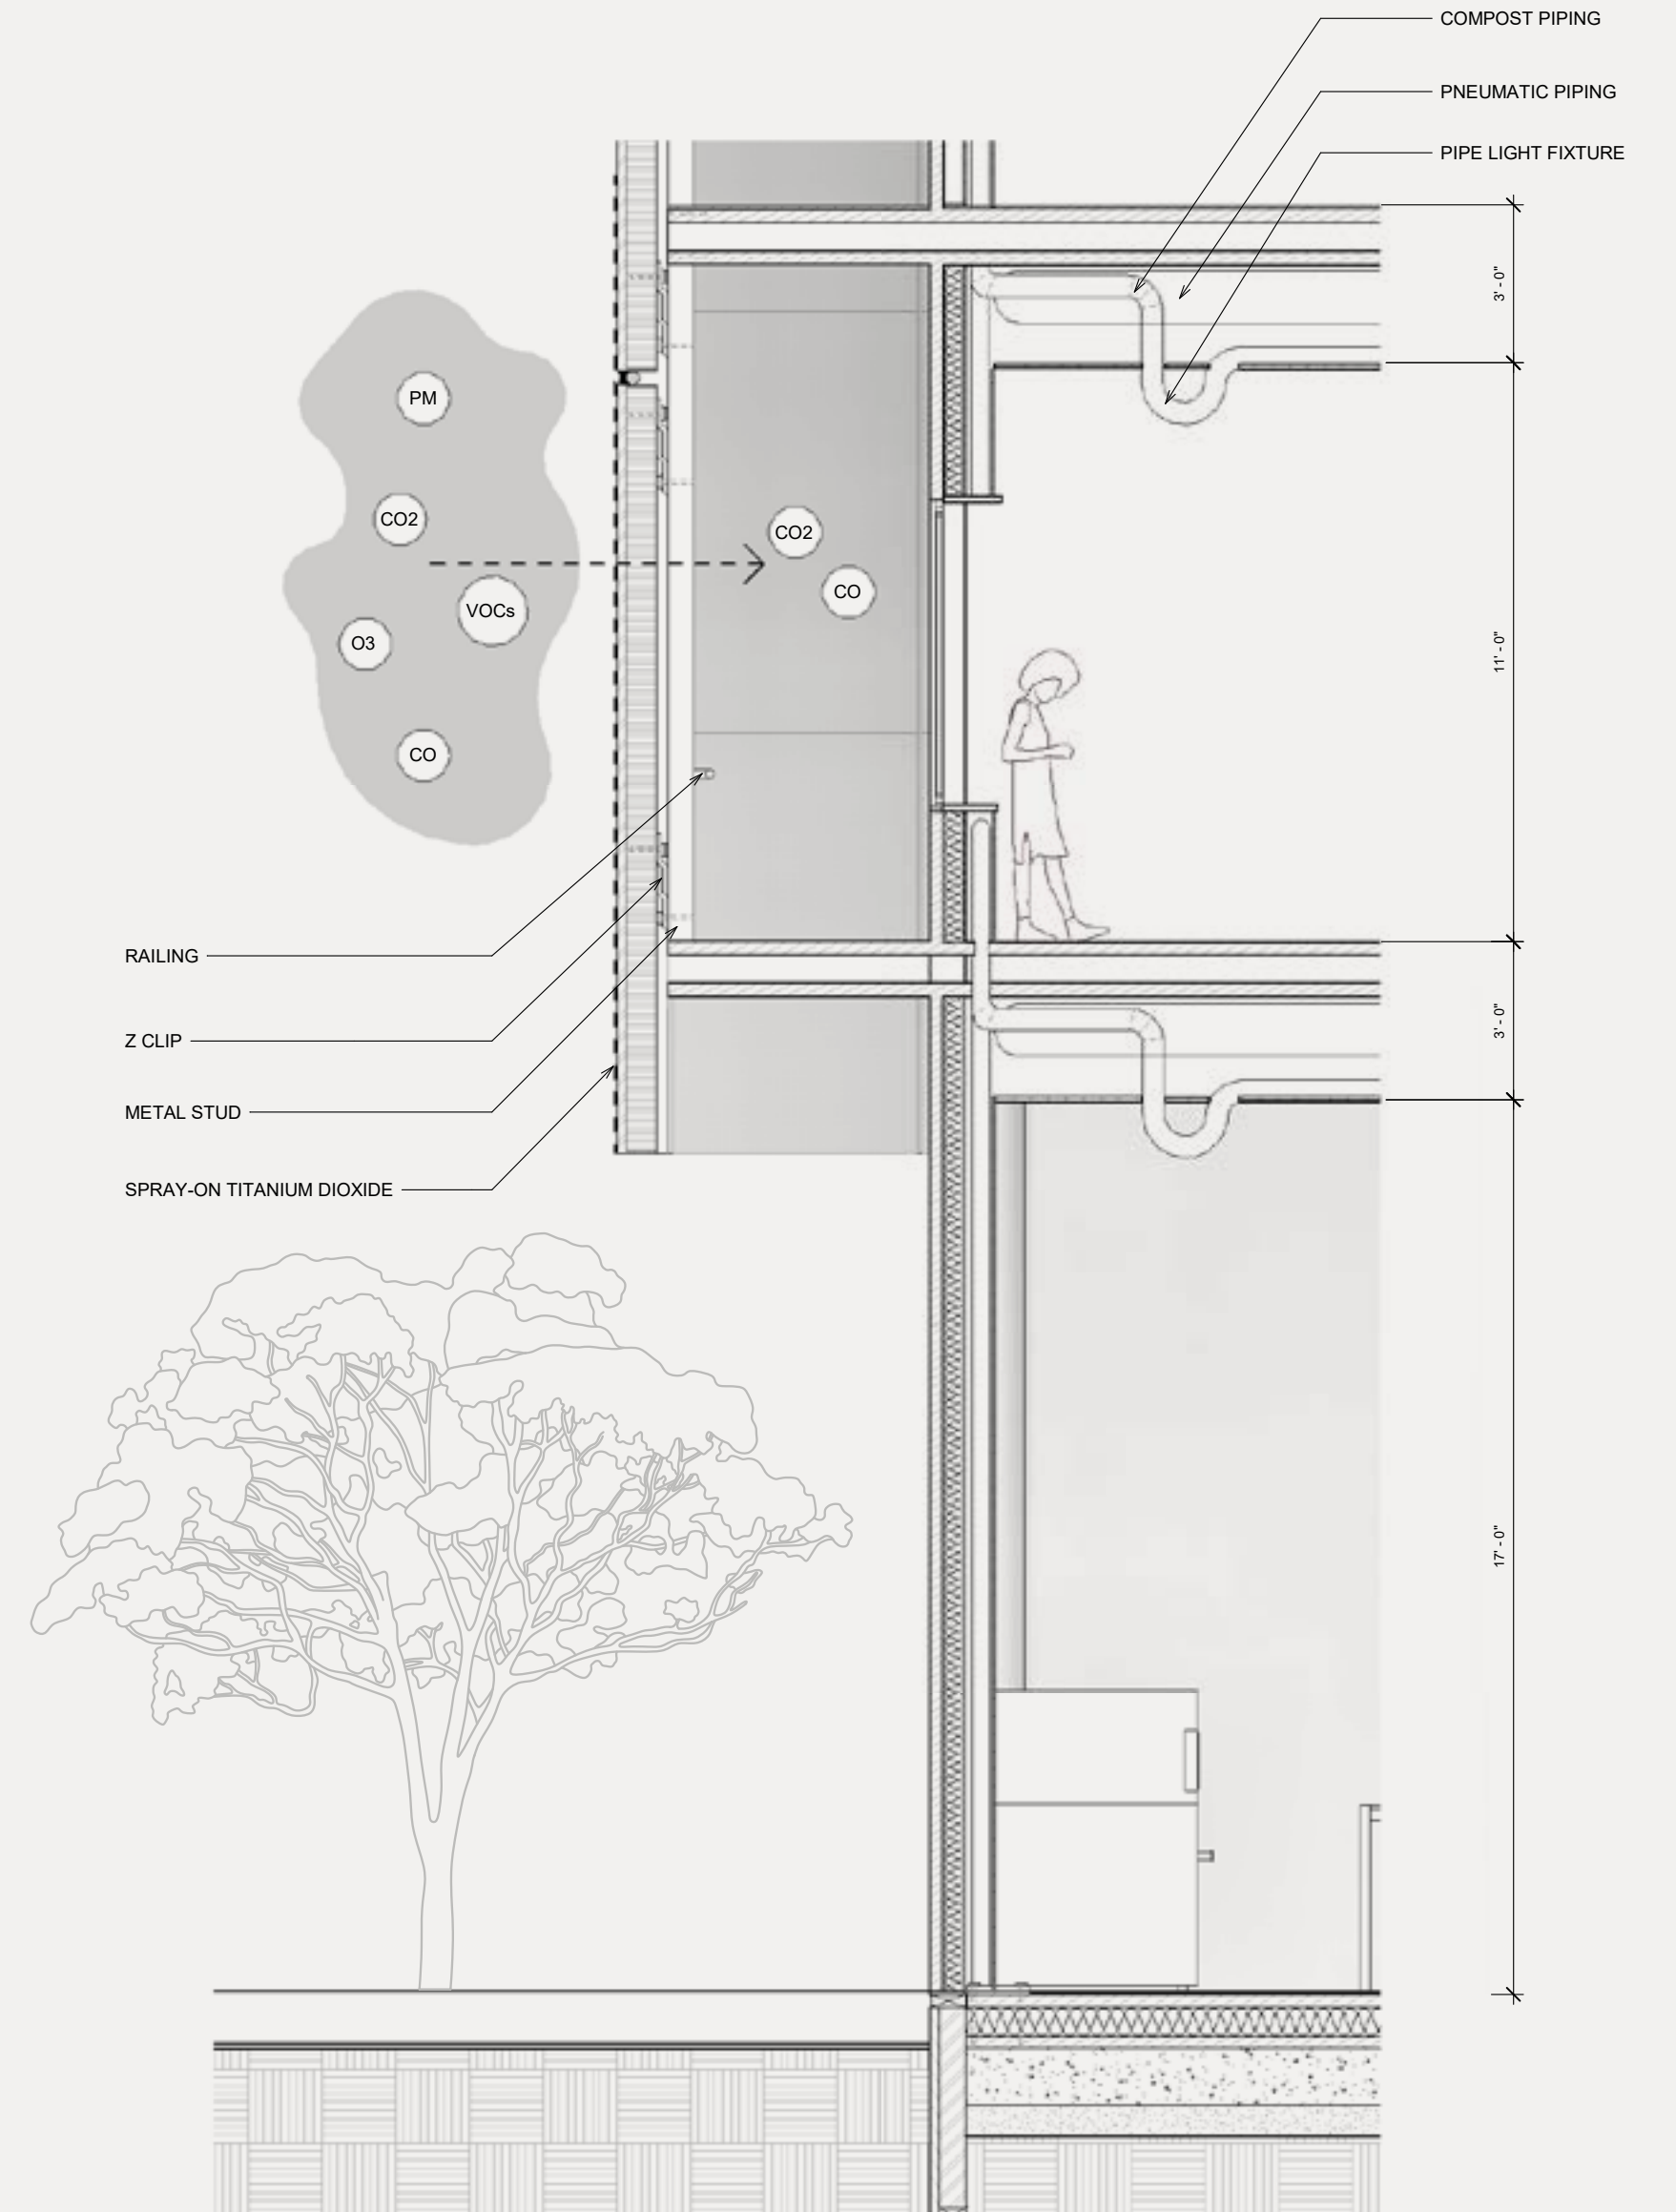 COMPOST PIPING
PNEUMATIC PIPING
PIPE LIGHT FIXTURE
3' - 0"
PM
CO2
CO2
CO
VOCs
O3
11' - 0"
CO
RAILING
3' - 0"
Z CLIP
METAL STUD
SPRAY-ON TITANIUM DIOXIDE
17' - 0"